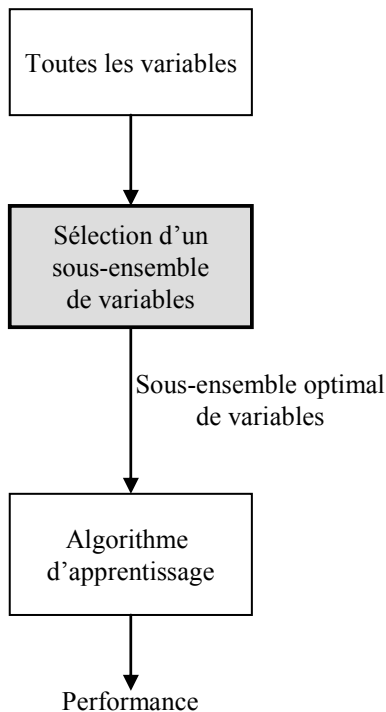 Toutes les variables
Sélection d’un
sous-ensemble
de variables
Sous-ensemble optimal
de variables
Algorithme
d’apprentissage
Performance